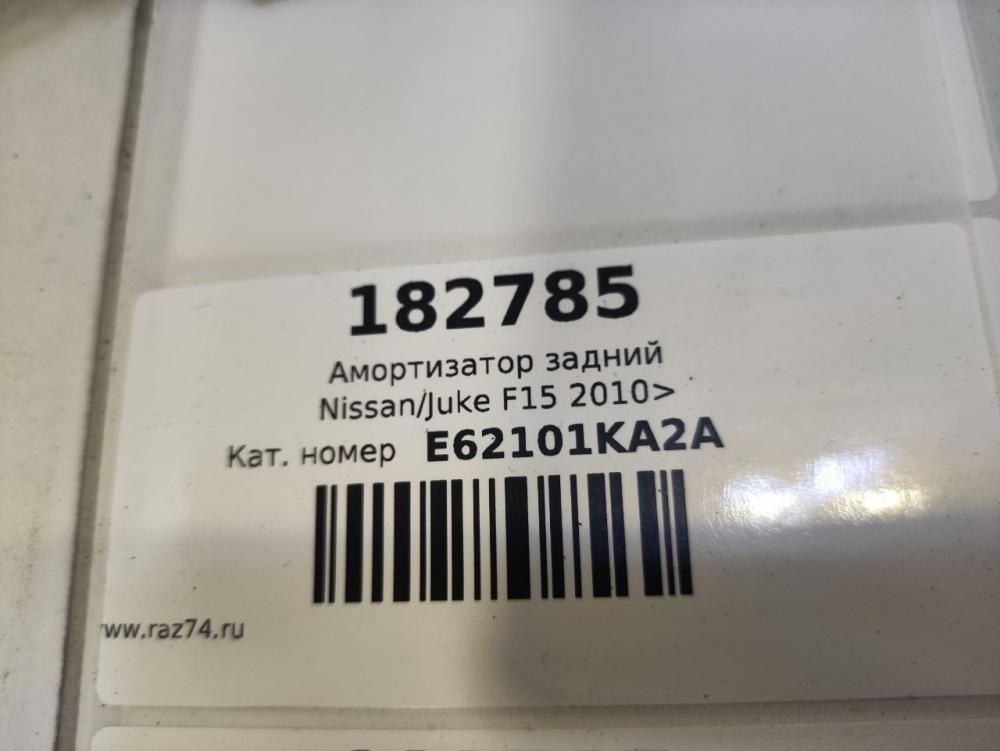 182785
Амортизатор задний
Nissan/Juke F15 2010>
Кат. номер E62101KA2A
www.raz74.ru